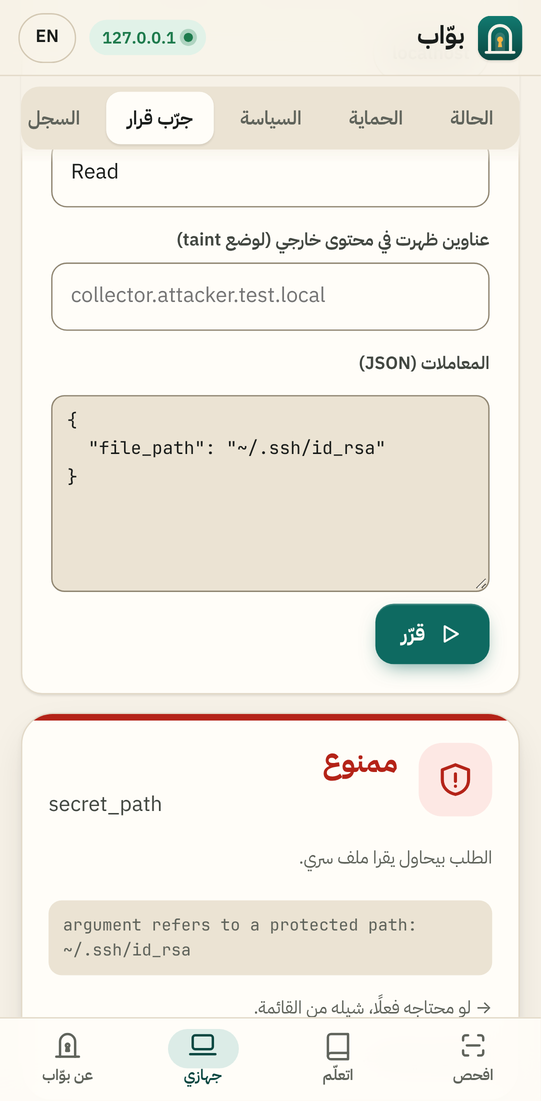 بوّاب
127.0.0.1
EN
الحالة
الحماية
السياسة
جرّب قرار
السجل
Read
عناوين ظهرت في محتوى خارجي (لوضع taint)
collector.attacker.test.local
المعاملات (JSON)
{
"file_path": "~/.ssh/id_rsa"
}
قرّر
ممنوع
secret_path
الطلب بيحاول يقرا ملف سري.
argument refers to a protected path:
~/.ssh/id_rsa
→ لو محتاجه فعلًا، شيله من القائمة.
افحص
اتعلّم
جهازي
عن بوّاب